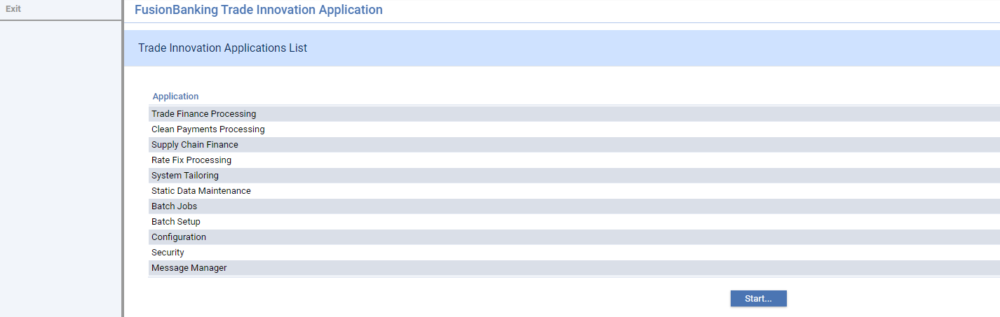 Exit
FusionBanking Trade Innovation Application
Trade Innovation Applications List
Application
Trade Finance Processing
Clean Payments Processing
Supply Chain Finance
Rate Fix Processing
System Tailoring
Static Data Maintenance
Batch Jobs
Batch Setup
Configuration
Security
Message Manager
Start...